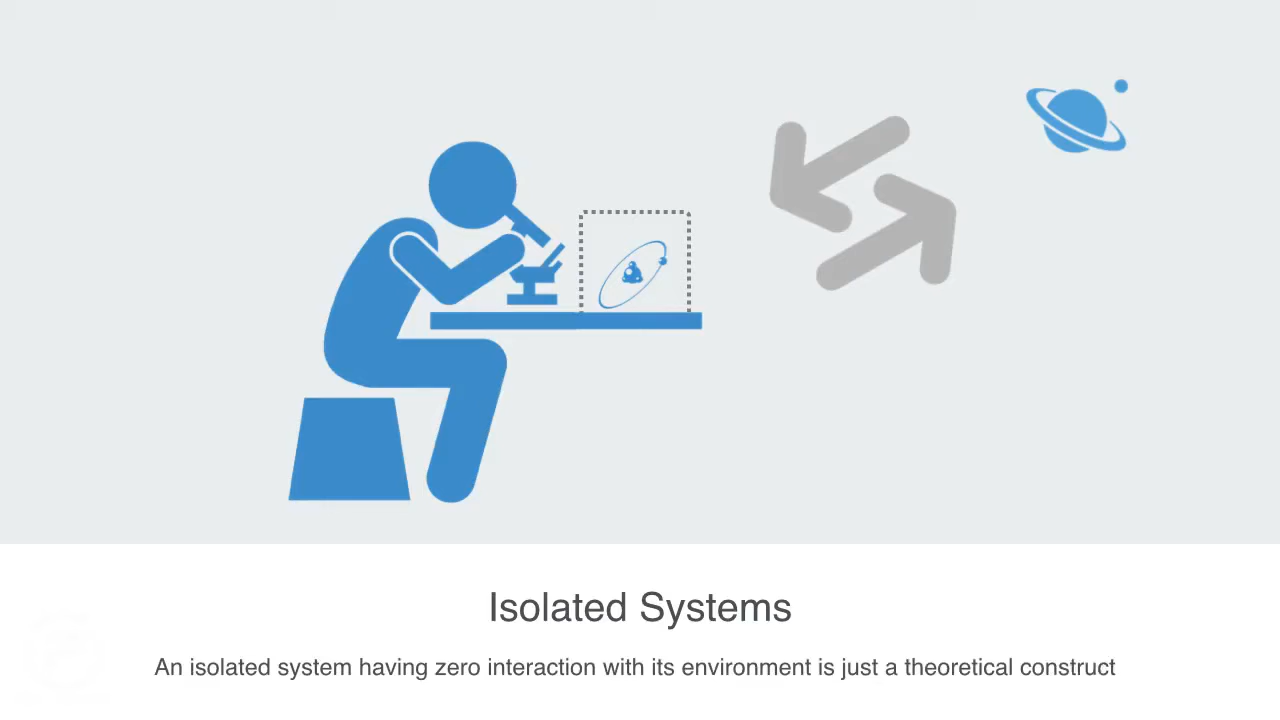 Isolated Systems
An isolated system having zero interaction with its environment is just a theoretical construct